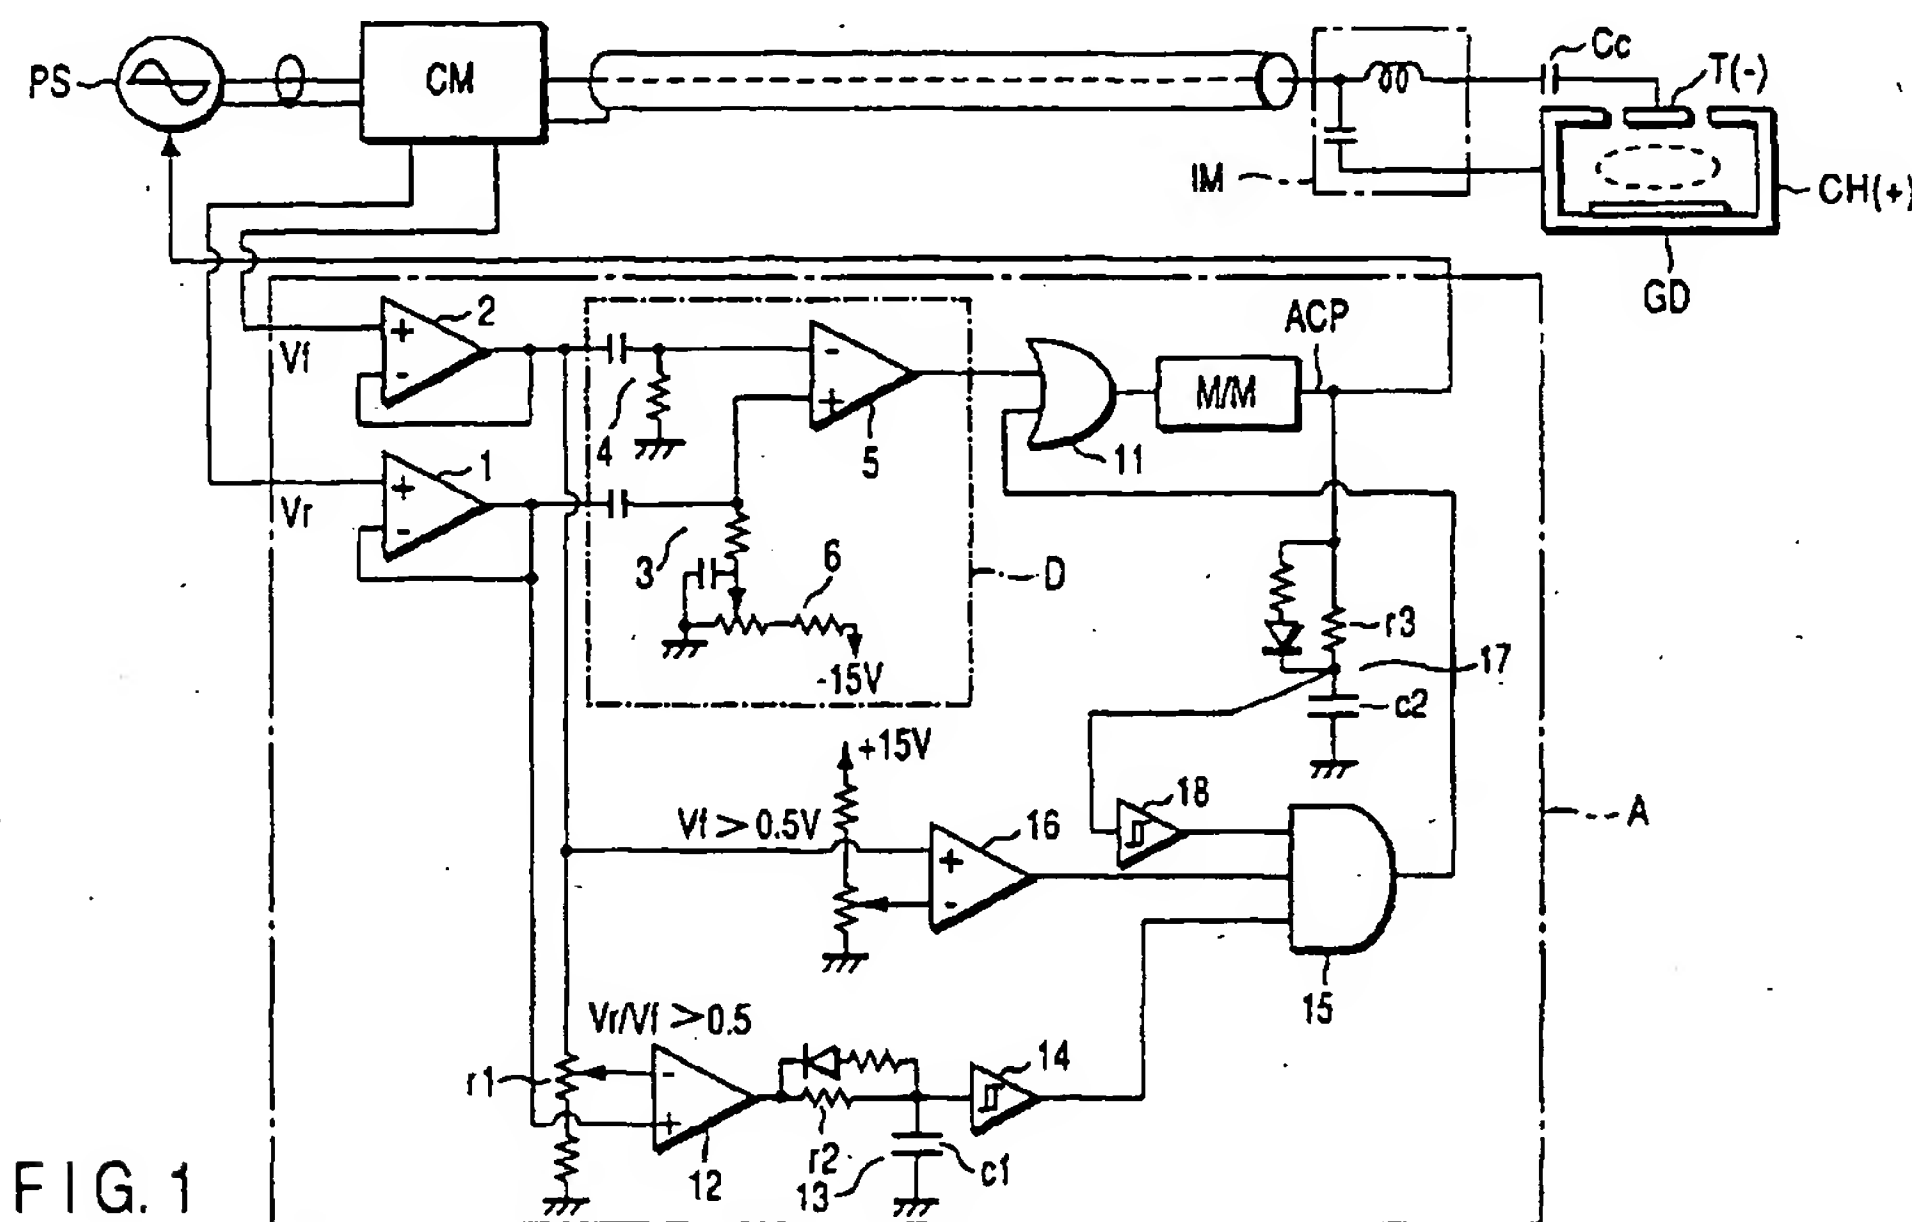 PS
CM
Cc
T(-)
IM
CH(+)
GD
2
ACP
Vf
+
-
-
+
M/M
4
5
11
1
Vr
+
-
3
6
D
r3
-15V
17
c2
+15V
18
Vf > 0.5V
16
A
+
-
15
Vr/Vf > 0.5
14
r1
-
+
r2
12
13
c1
FIG. 1